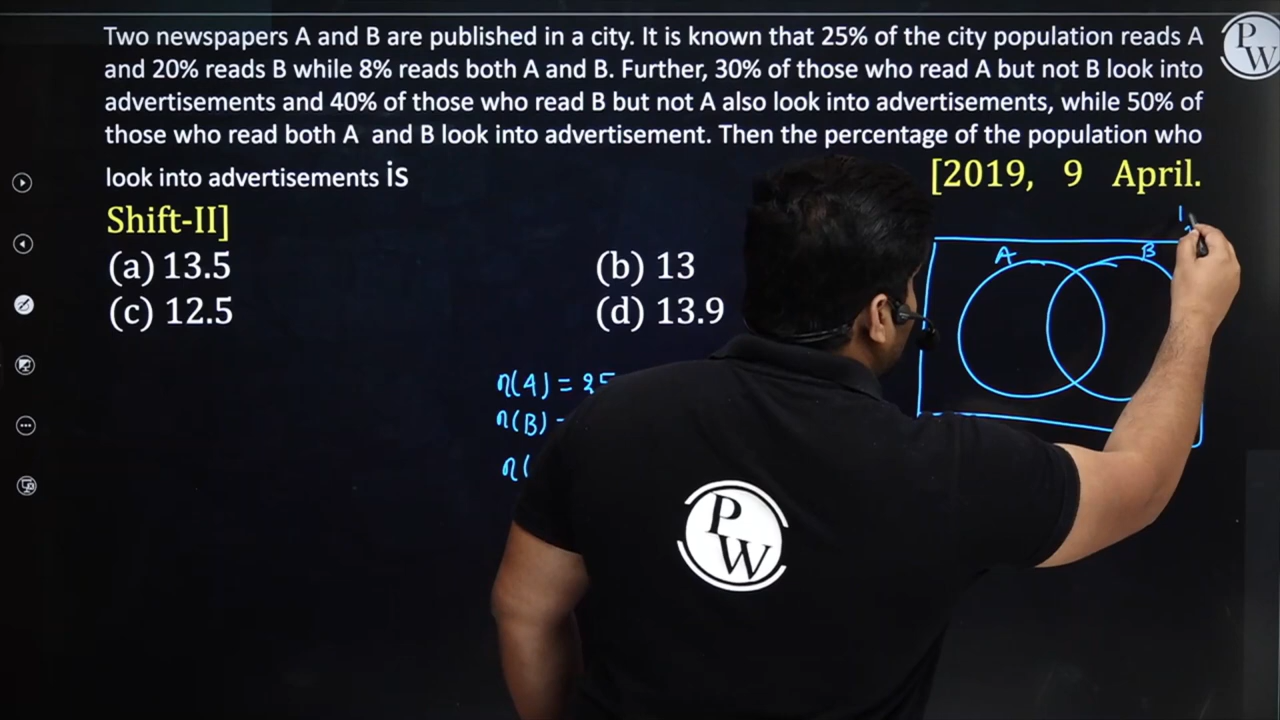 Two newspapers A and B are published in a city. It is known that 25% of the city population reads A
and 20% reads B while 8% reads both A and B. Further, 30% of those who read A but not B look into
advertisements and 40% of those who read B but not A also look into advertisements, while 50% of
those who read both A and B look into advertisement. Then the percentage of the population who
look into advertisements is [2019, 9 April.
Shift-II]
(a) 13.5 (b) 13
(c) 12.5 (d) 13.9
A B
η(A) = 25
η(B) =
η(
PW
PW